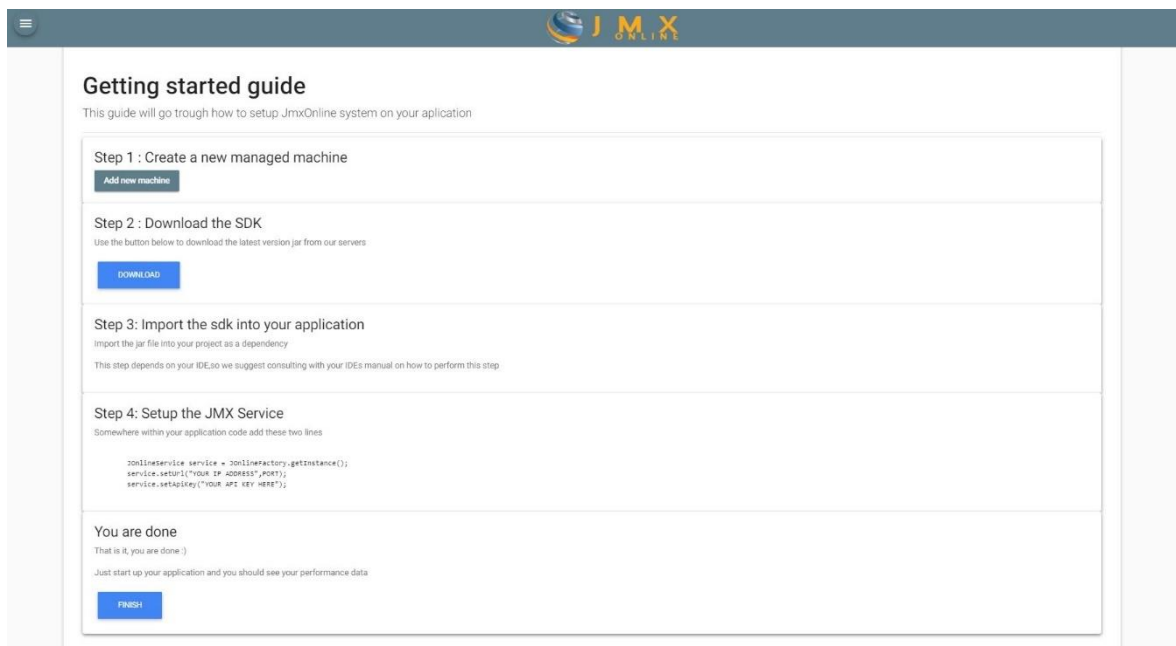 JMX
ONLINE
Getting started guide
This guide will go trough how to setup JmxOnline system on your aplication
Step 1 : Create a new managed machine
Add new machine
Step 2 : Download the SDK
Use the button below to download the latest version jar from our servers
DOWNLOAD
Step 3: Import the sdk into your application
Import the jar file into your project as a dependency
This step depends on your IDE,so we suggest consulting with your IDEs manual on how to perform this step
Step 4: Setup the JMX Service
Somewhere within your application code add these two lines
JOnlineService service = JOnlineFactory.getInstance();
service.setUrl("YOUR IP ADDRESS",PORT);
service.setApiKey("YOUR API KEY HERE");
You are done
That is it, you are done :)
Just start up your application and you should see your performance data
FINISH